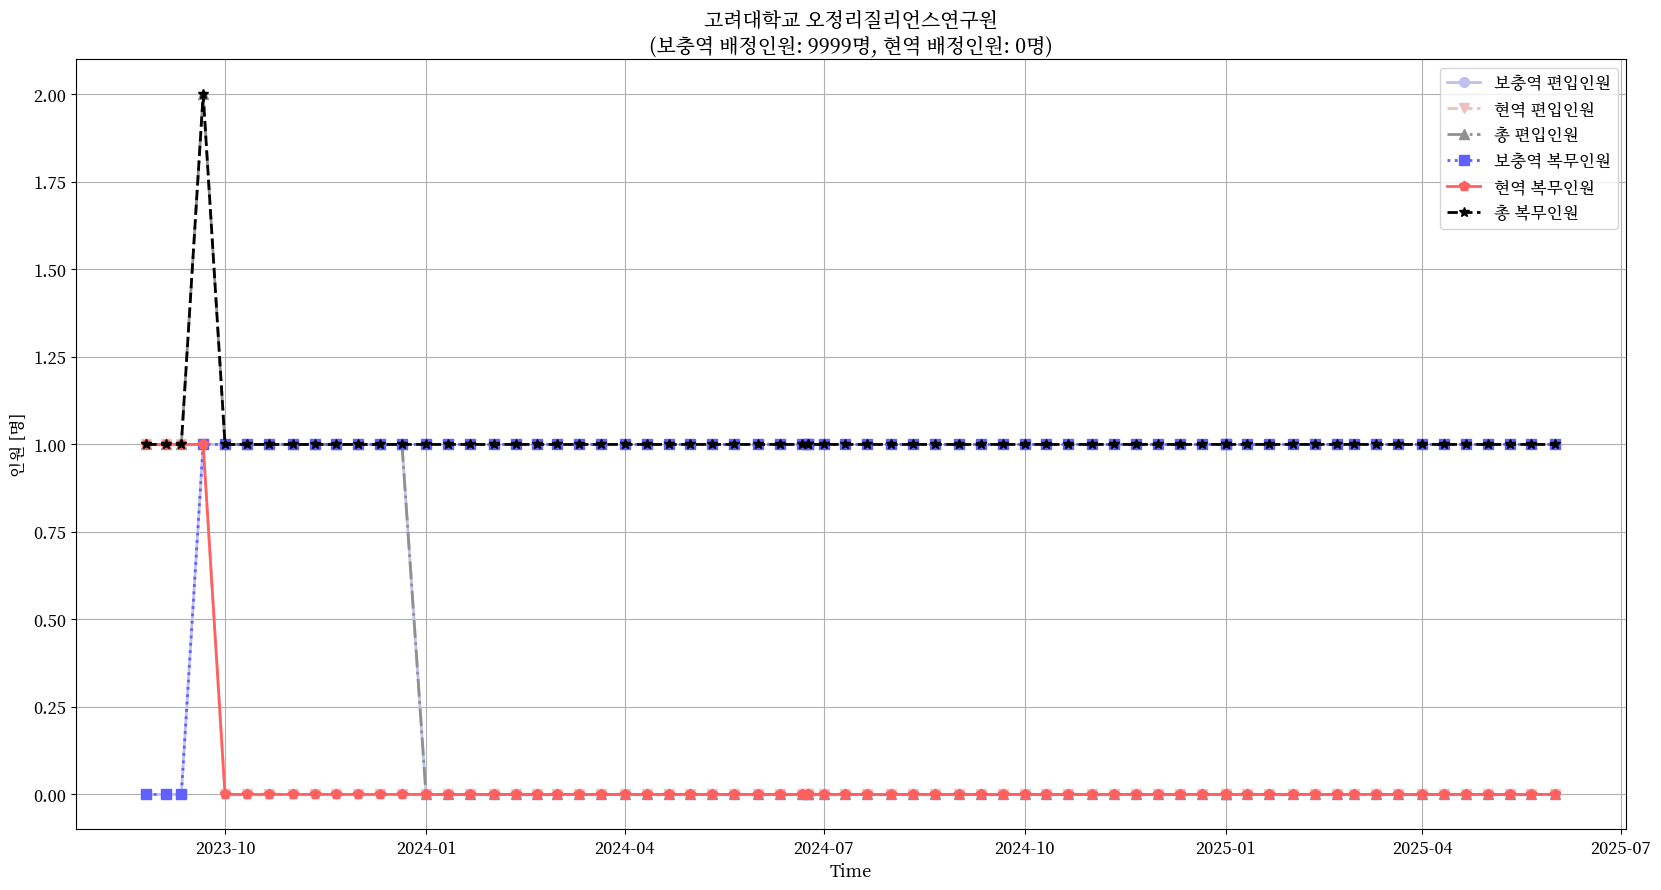 고려대학교 오정리질리언스연구원
(보충역 배정인원: 9999명, 현역 배정인원: 0명)
보충역 편입인원
현역 편입인원
총 편입인원
보충역 복무인원
현역 복무인원
총 복무인원
인원 [명]
2.00
1.75
1.50
1.25
1.00
0.75
0.50
0.25
0.00
2023-10
2024-01
2024-04
2024-07
2024-10
2025-01
2025-04
2025-07
Time